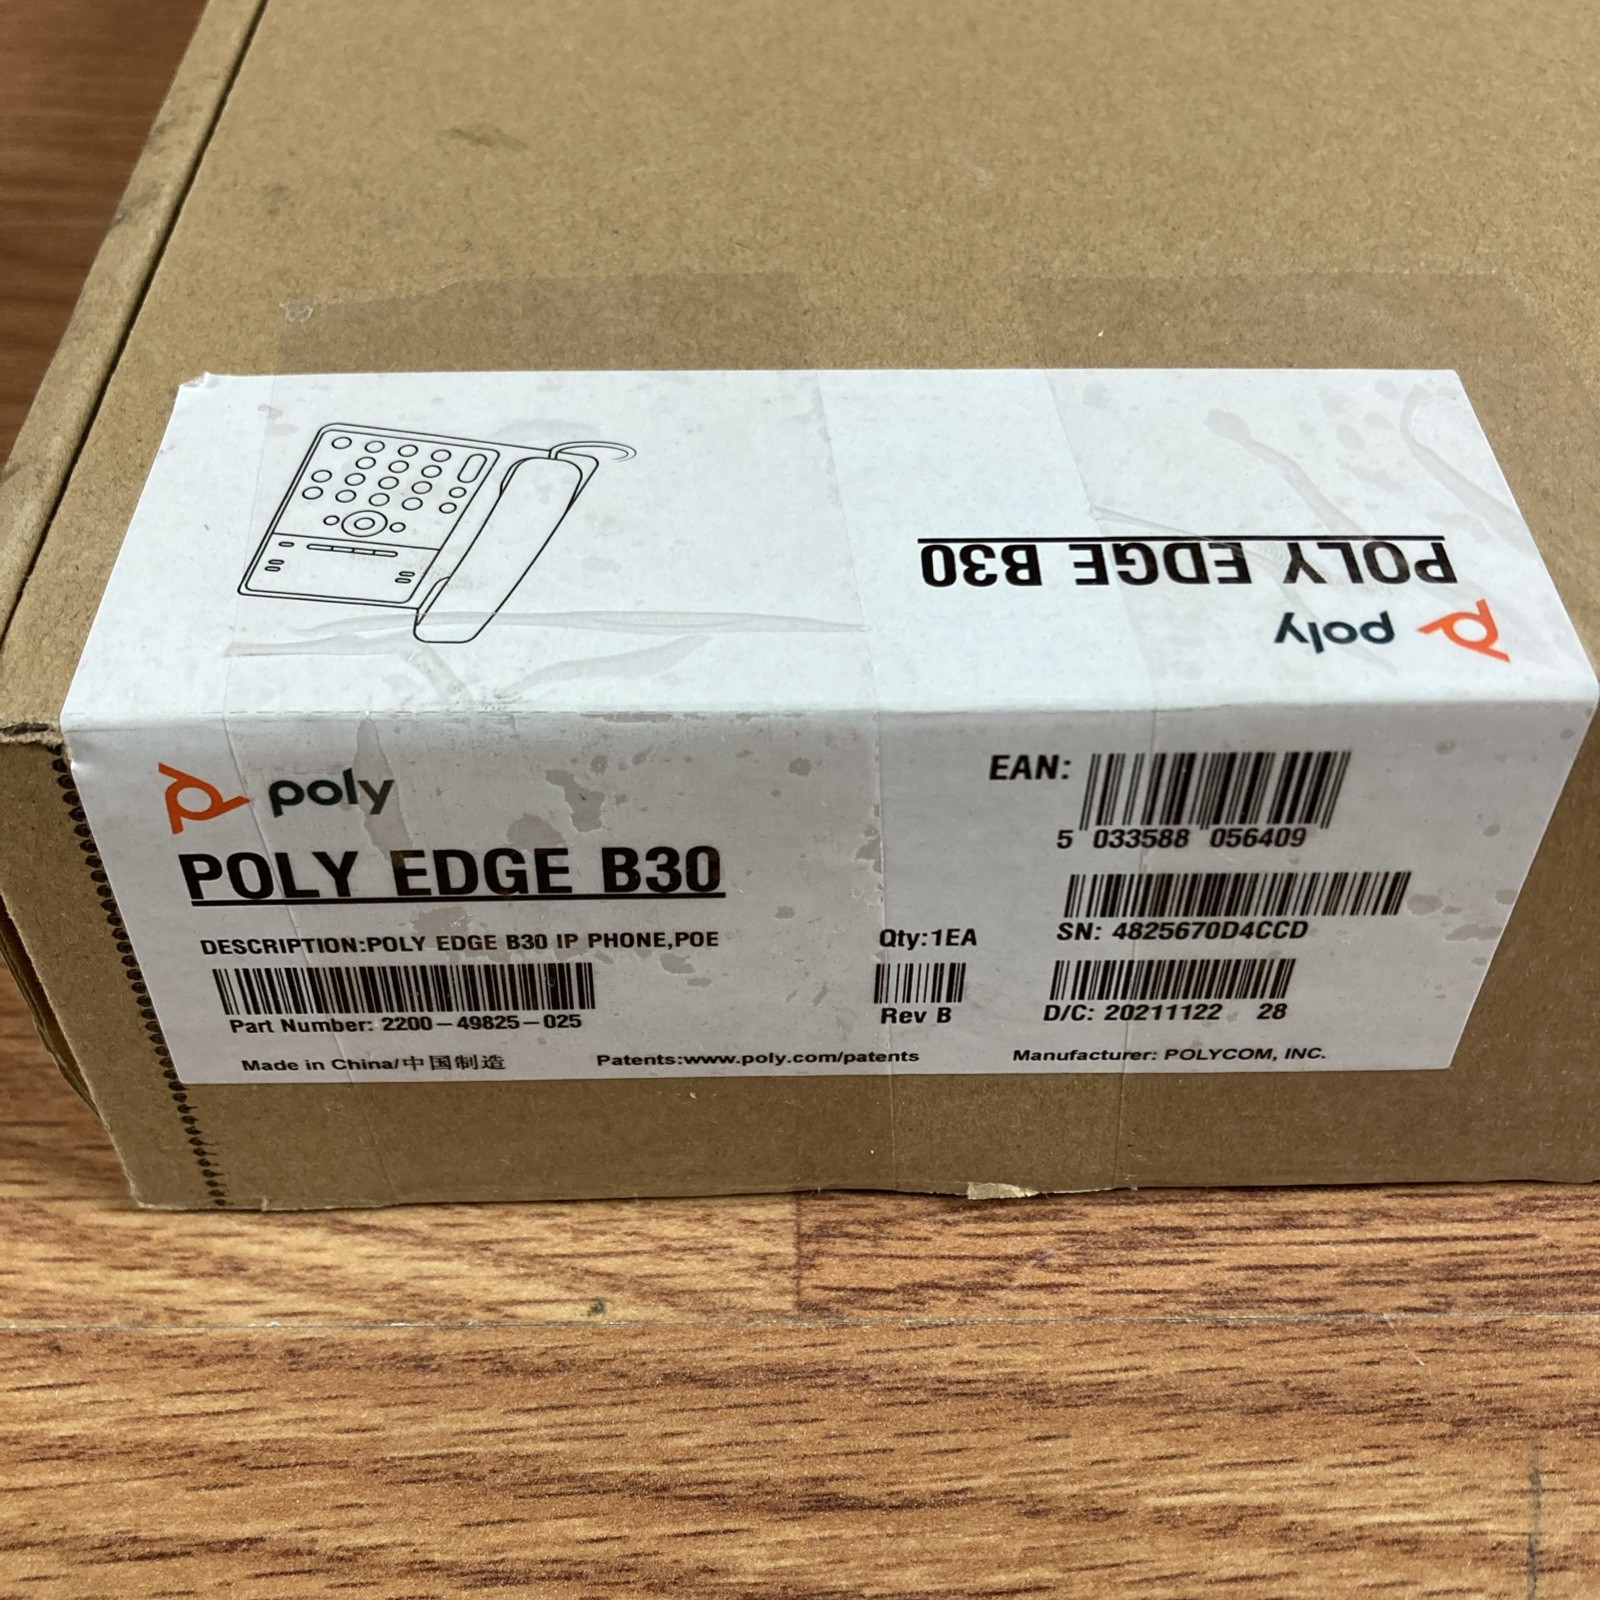 POLY EDGE B30
poly
poly
POLY EDGE B30
DESCRIPTION:POLY EDGE B30 IP PHONE,POE
Part Number: 2200-49825-025
Qty:1EA
Rev B
EAN:
5 033588 056409
SN: 4825670D4CCD
D/C: 20211122 28
Made in China/中国制造
Patents:www.poly.com/patents
Manufacturer: POLYCOM, INC.